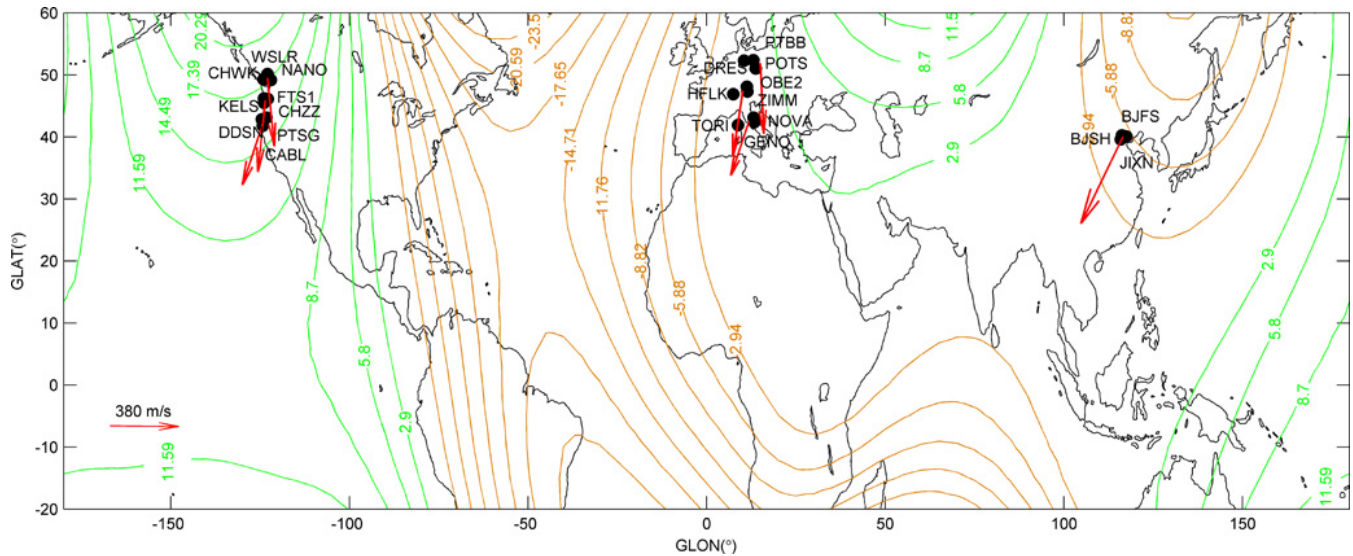 60
50
40
30
20
10
0
-10
-20
GLAT(°)
-150
-100
-50
0
50
100
150
GLON(°)
380 m/s
WSLR
CHWK
NANO
FTS1
KELS
CHZZ
DDSN
PTSG
CABL
PTBB
POTS
DRES
OBE2
HFLK
ZIMM
TORI
NOVA
GENO
BJFS
BJSH
JIXN
20.29
17.39
14.49
11.59
8.7
5.8
2.9
11.59
-23.5
-20.59
-17.65
-14.71
-11.76
-8.82
-5.88
-2.94
11.5
8.7
5.8
2.9
-8.82
-5.88
2.94
2.9
5.8
8.7
11.59